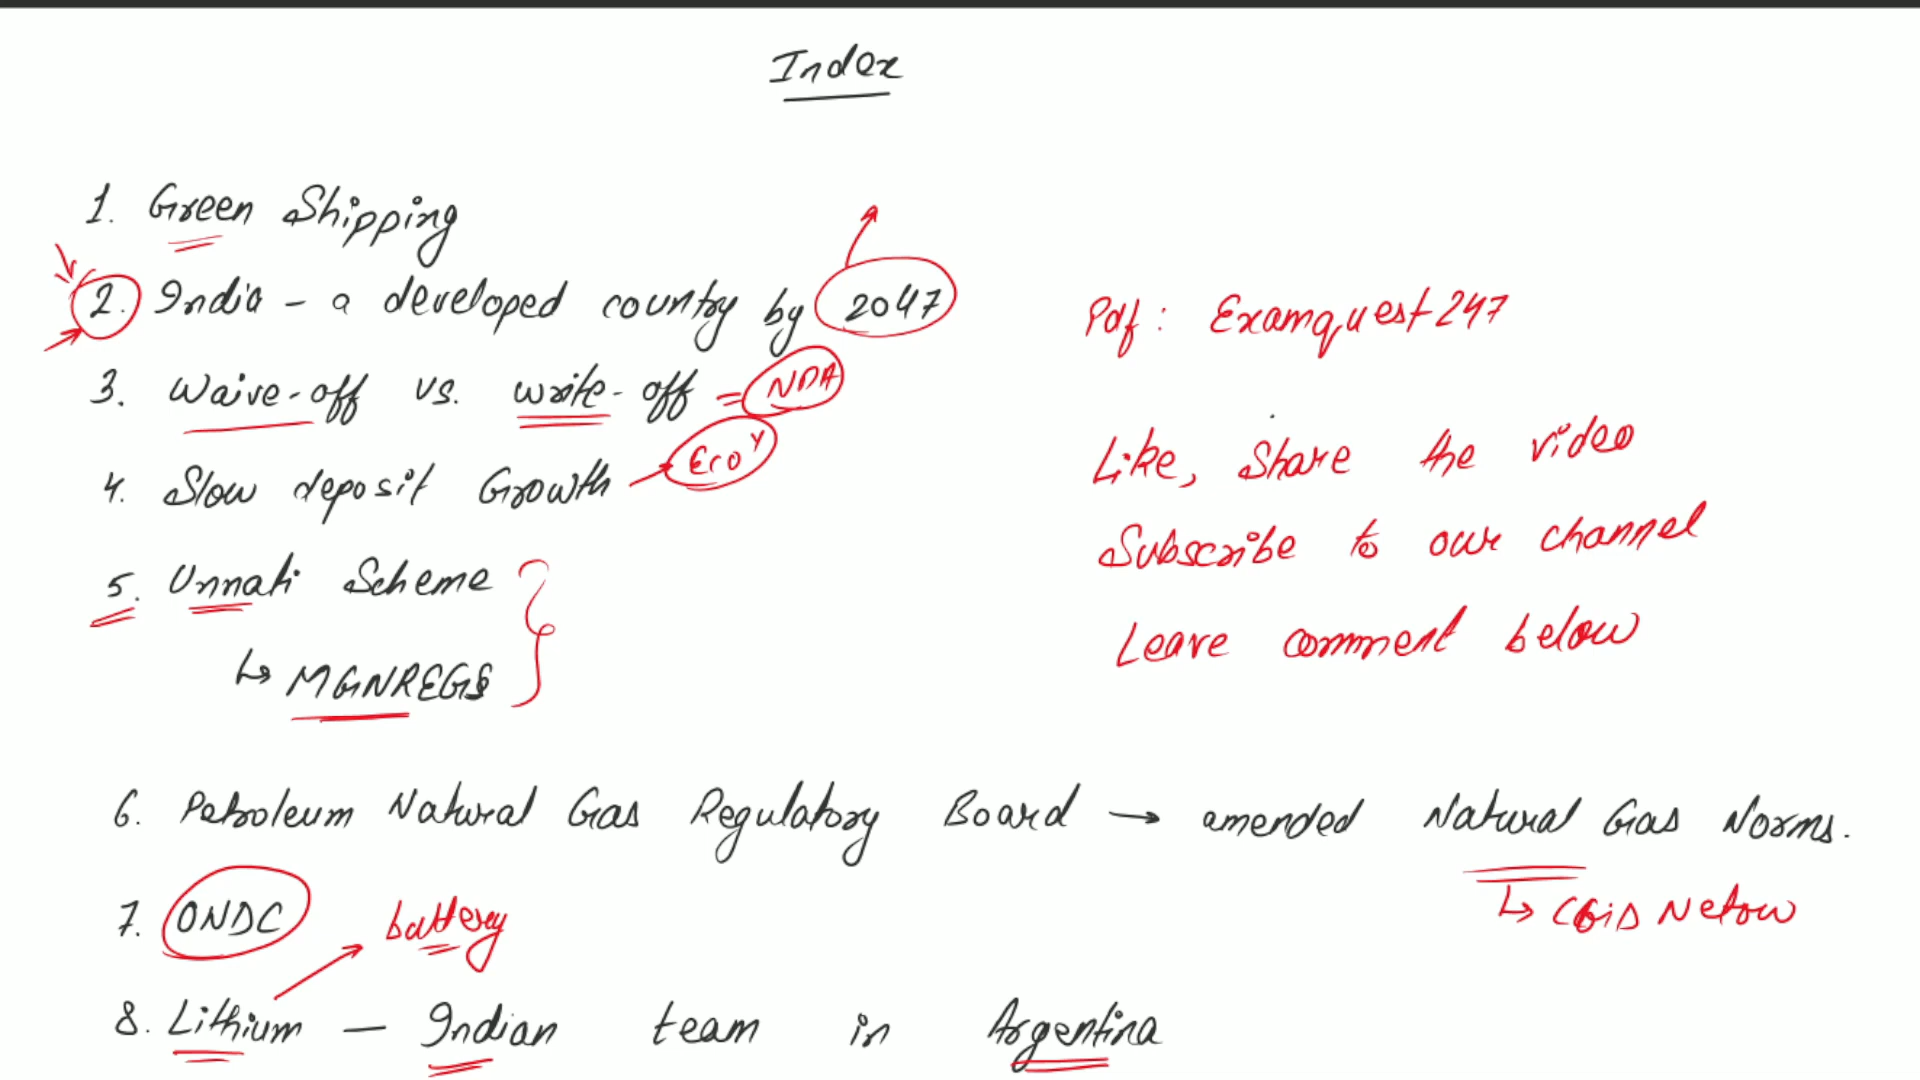 Index
1. Green Shipping
2. India - a developed country by 2047
Pdf: Examquest247
3. Waive-off vs. write-off = NPA
4. Slow deposit Growth → Eco
Like, Share the video
Subscribe to our channel
5. Unnati Scheme
↳ MGNREGS
Leave comment below
6. Petroleum Natural Gas Regulatory Board → amended Natural Gas Norms.
↳ CGD
7. ONDC
battery
8. Lithium — Indian team in Argentina